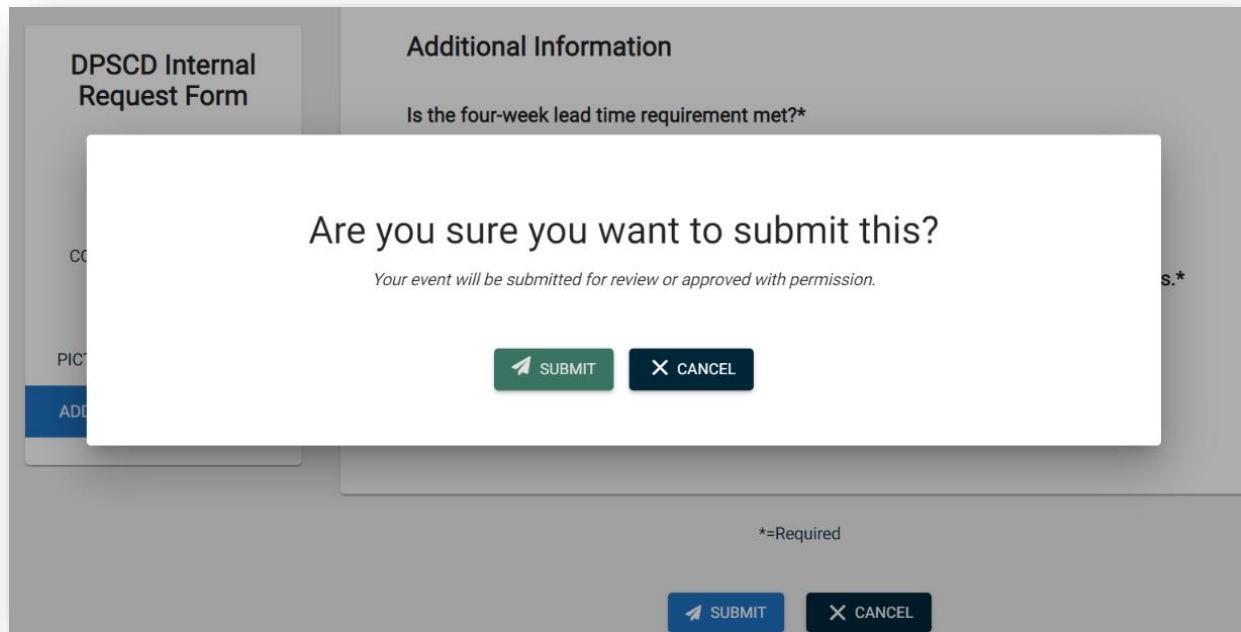 DPSCD Internal
Request Form
Additional Information
Is the four-week lead time requirement met?*
Are you sure you want to submit this?
Your event will be submitted for review or approved with permission.
SUBMIT
CANCEL
*=Required
SUBMIT
CANCEL